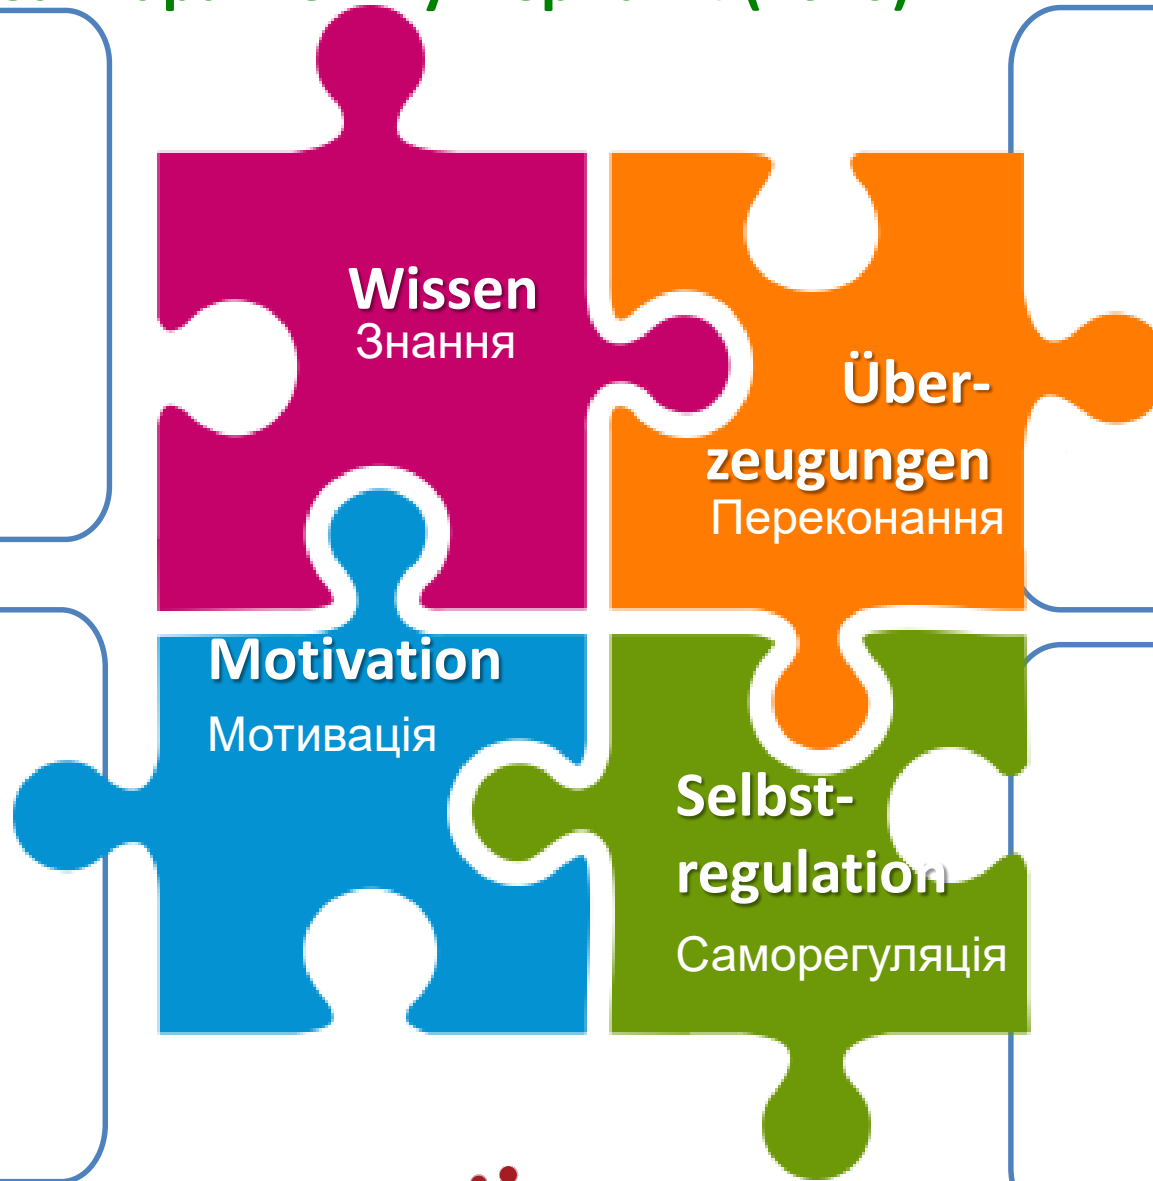 Wissen
Знання
Über-
zeugungen
Переконання
Motivation
Мотивація
Selbst-
regulation
Саморегуляція